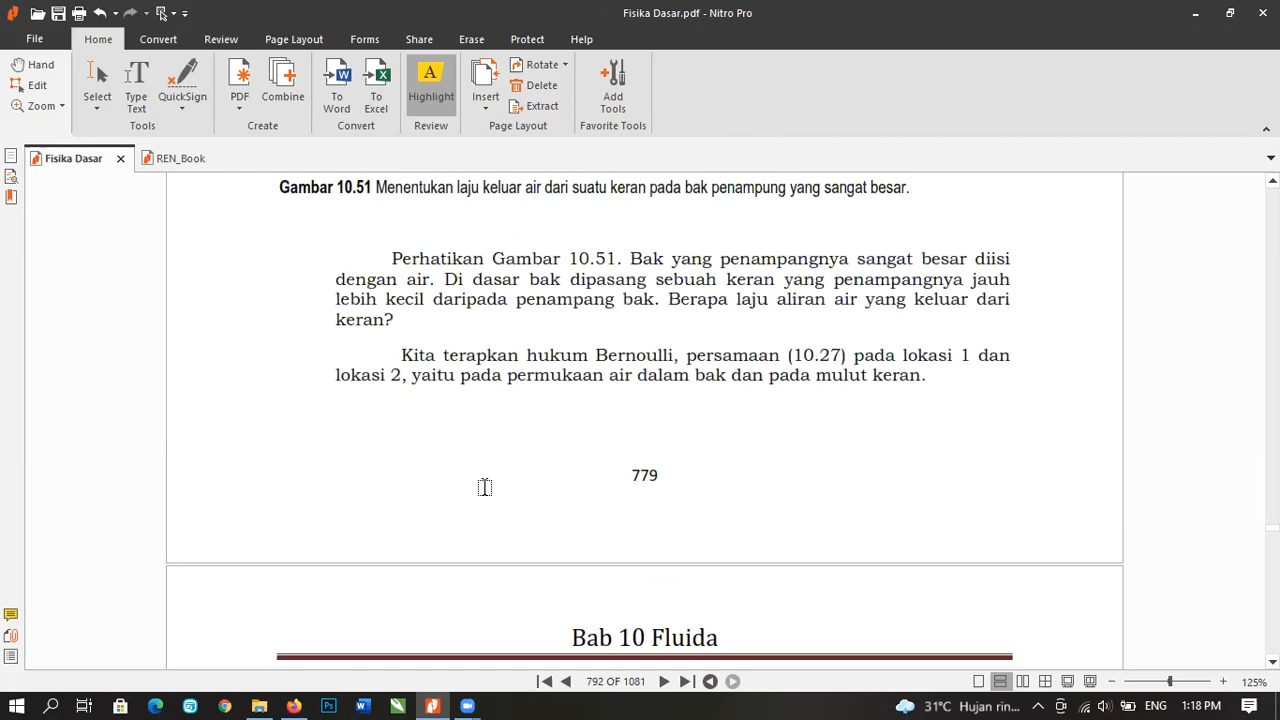 Fisika Dasar.pdf - Nitro Pro
File
Home
Convert
Review
Page Layout
Forms
Share
Erase
Protect
Help
Hand
Edit
Zoom
Select
Type Text
QuickSign
Tools
PDF
Combine
Create
To Word
To Excel
Convert
Highlight
Review
Insert
Rotate
Delete
Extract
Page Layout
Add Tools
Favorite Tools
Fisika Dasar
REN_Book
Gambar 10.51 Menentukan laju keluar air dari suatu keran pada bak penampung yang sangat besar.
Perhatikan Gambar 10.51. Bak yang penampangnya sangat besar diisi
dengan air. Di dasar bak dipasang sebuah keran yang penampangnya jauh
lebih kecil daripada penampang bak. Berapa laju aliran air yang keluar dari
keran?
Kita terapkan hukum Bernoulli, persamaan (10.27) pada lokasi 1 dan
lokasi 2, yaitu pada permukaan air dalam bak dan pada mulut keran.
779
Bab 10 Fluida
792 OF 1081
125%
31°C Hujan rin...
ENG
1:18 PM